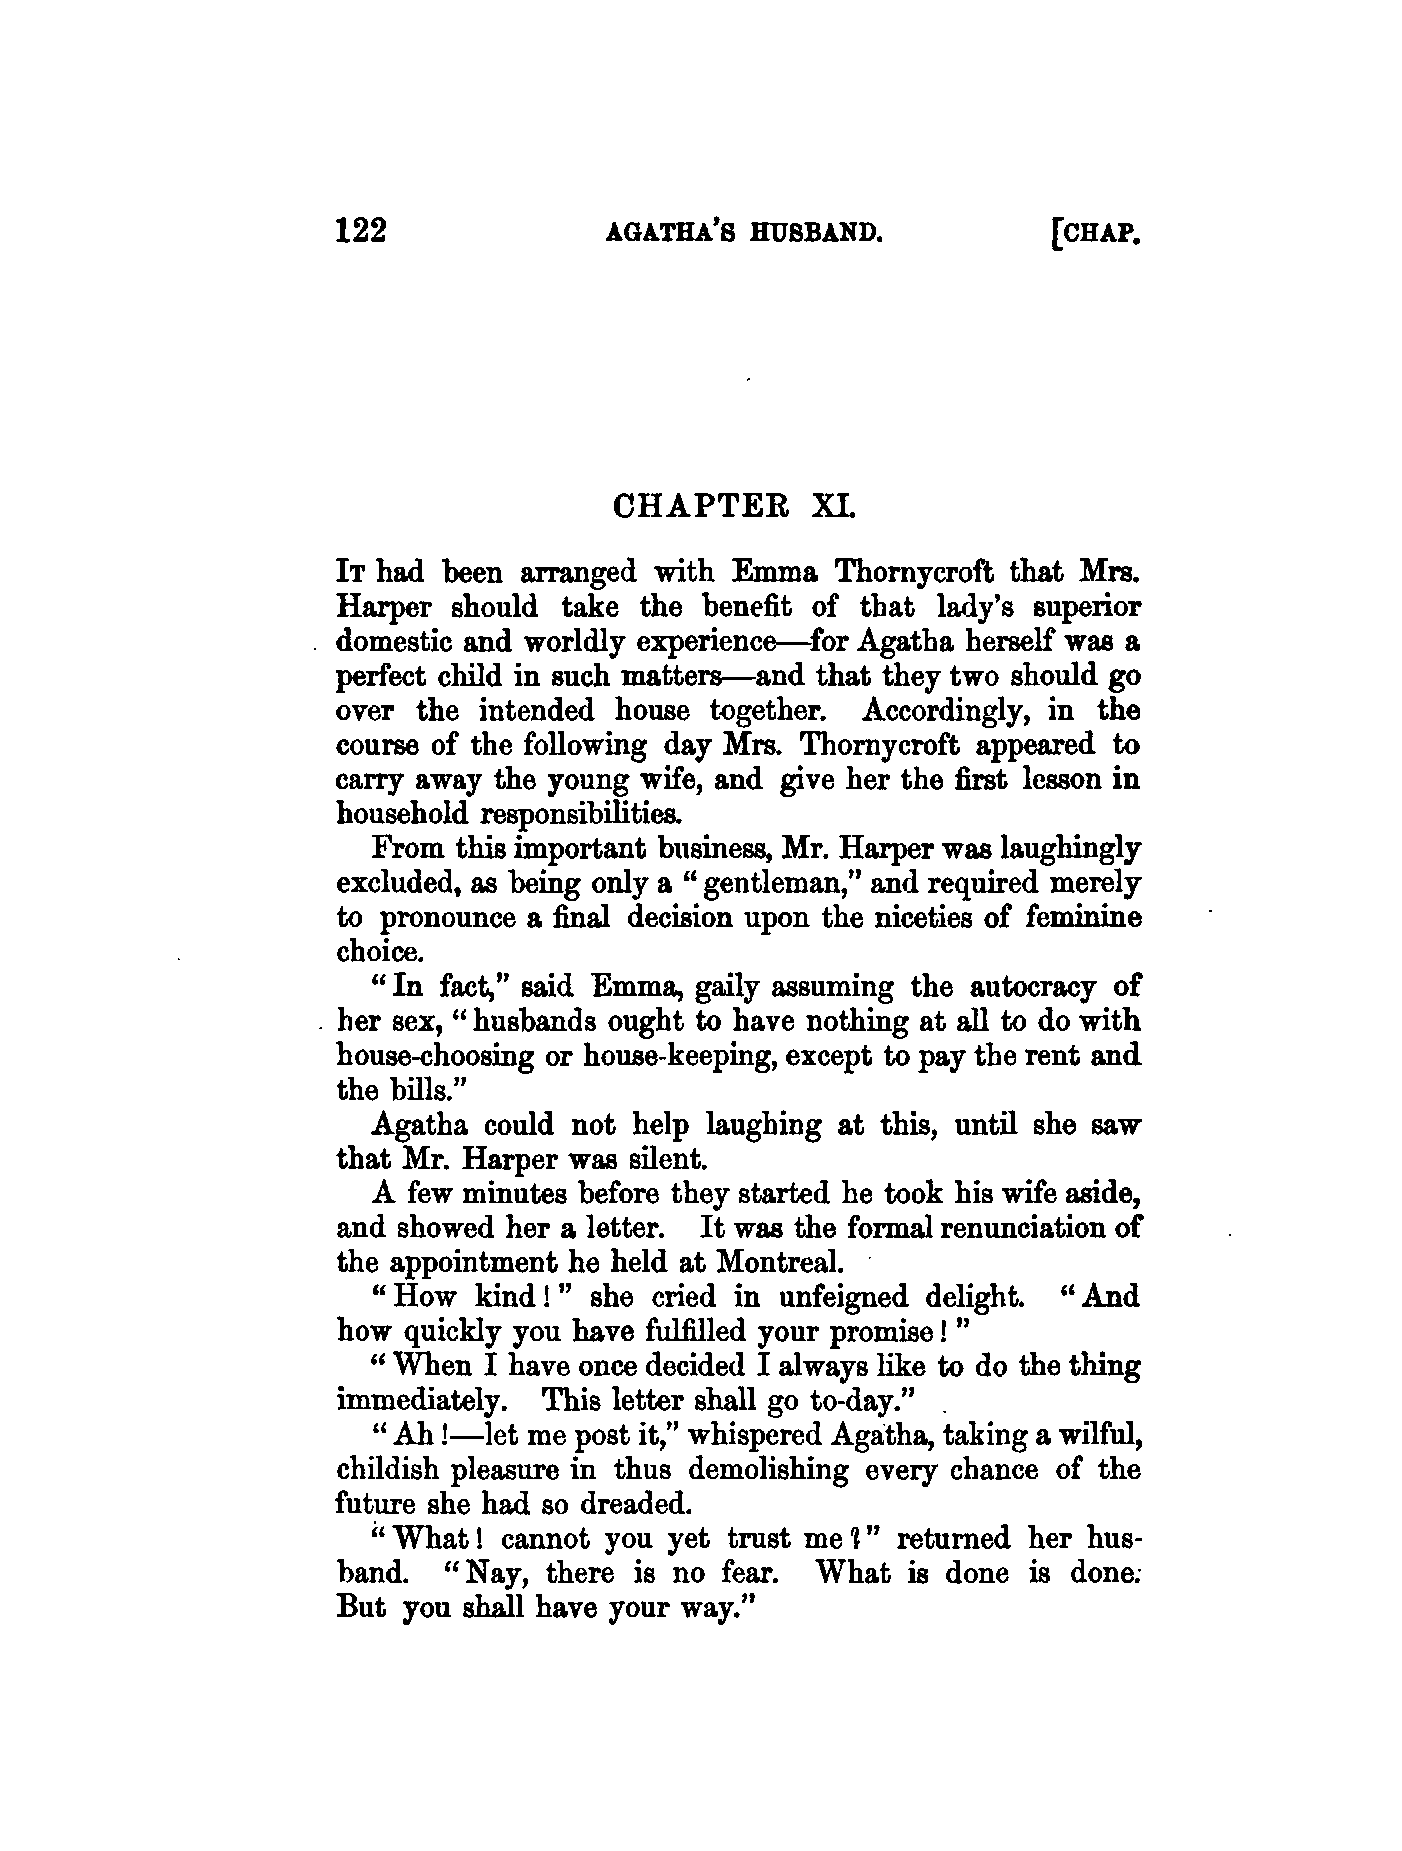 122 AGATHA'S HUSBAND. [CHAP.
CHAPTER XI.
IT had been arranged with Emma Thornycroft that Mrs.
Harper should take the benefit of that lady's superior
domestic and worldly experience—for Agatha herself was a
perfect child in such matters—and that they two should go
over the intended house together. Accordingly, in the
course of the following day Mrs. Thornycroft appeared to
carry away the young wife, and give her the first lesson in
household responsibilities.
From this important business, Mr. Harper was laughingly
excluded, as being only a "gentleman," and required merely
to pronounce a final decision upon the niceties of feminine
choice.
"In fact," said Emma, gaily assuming the autocracy of
her sex, "husbands ought to have nothing at all to do with
house-choosing or house-keeping, except to pay the rent and
the bills."
Agatha could not help laughing at this, until she saw
that Mr. Harper was silent.
A few minutes before they started he took his wife aside,
and showed her a letter. It was the formal renunciation of
the appointment he held at Montreal.
"How kind!" she cried in unfeigned delight. "And
how quickly you have fulfilled your promise!"
"When I have once decided I always like to do the thing
immediately. This letter shall go to-day."
"Ah!—let me post it," whispered Agatha, taking a wilful,
childish pleasure in thus demolishing every chance of the
future she had so dreaded.
"What! cannot you yet trust me?" returned her hus-
band. "Nay, there is no fear. What is done is done.
But you shall have your way."